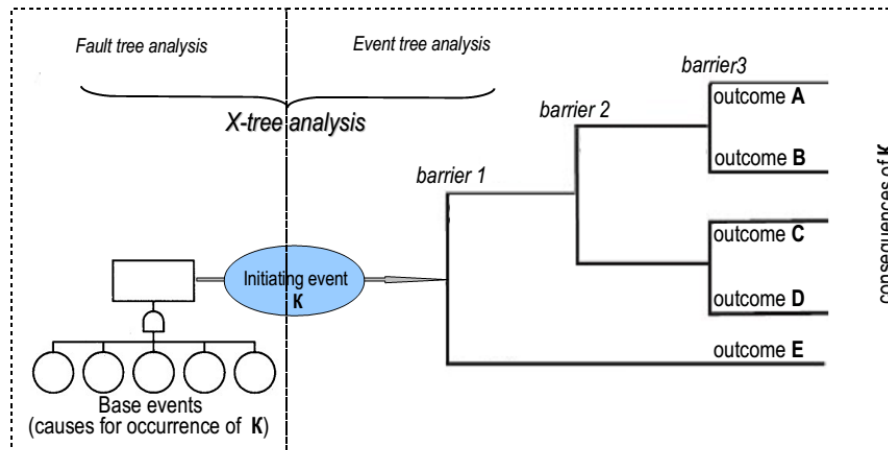 Fault tree analysis
Event tree analysis
X-tree analysis
barrier 1
barrier 2
barrier3
outcome A
outcome B
outcome C
outcome D
outcome E
consequences of K
Initiating event
K
Base events
(causes for occurrence of K)